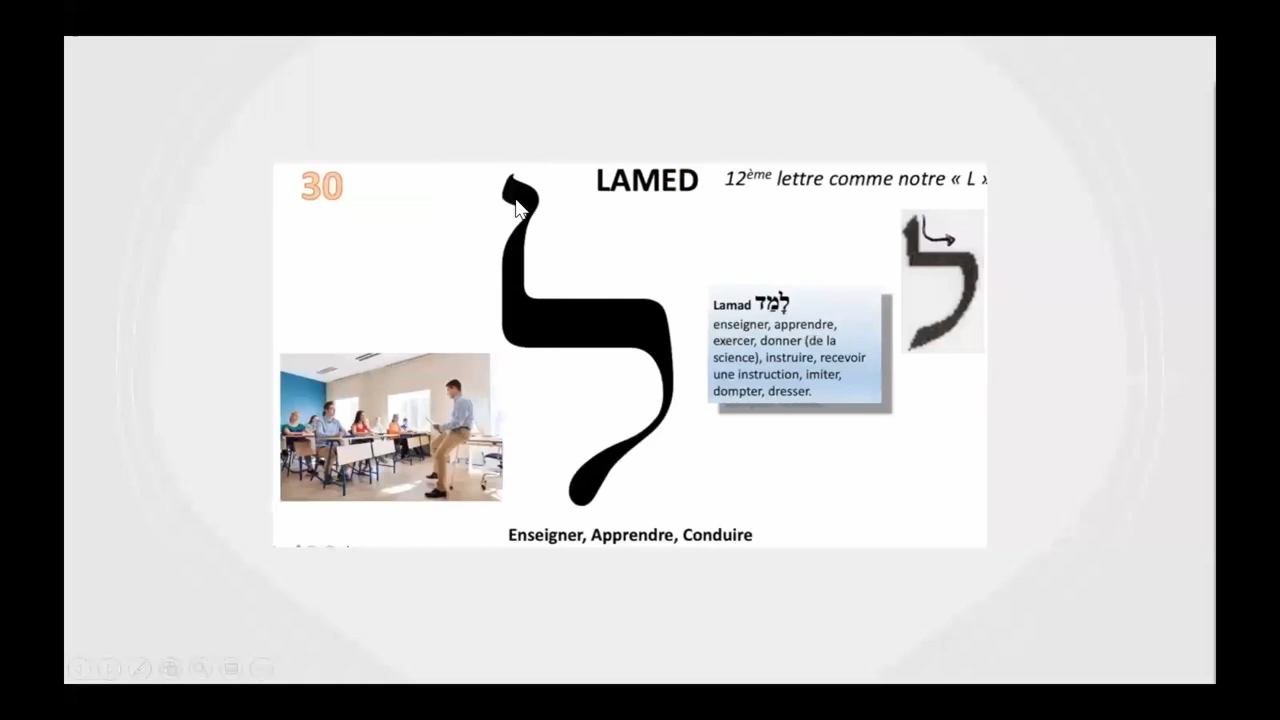 30
LAMED
12ème lettre comme notre « L »
ל
ל
Lamad לָמַד
enseigner, apprendre,
exercer, donner (de la
science), instruire, recevoir
une instruction, imiter,
dompter, dresser.
Enseigner, Apprendre, Conduire